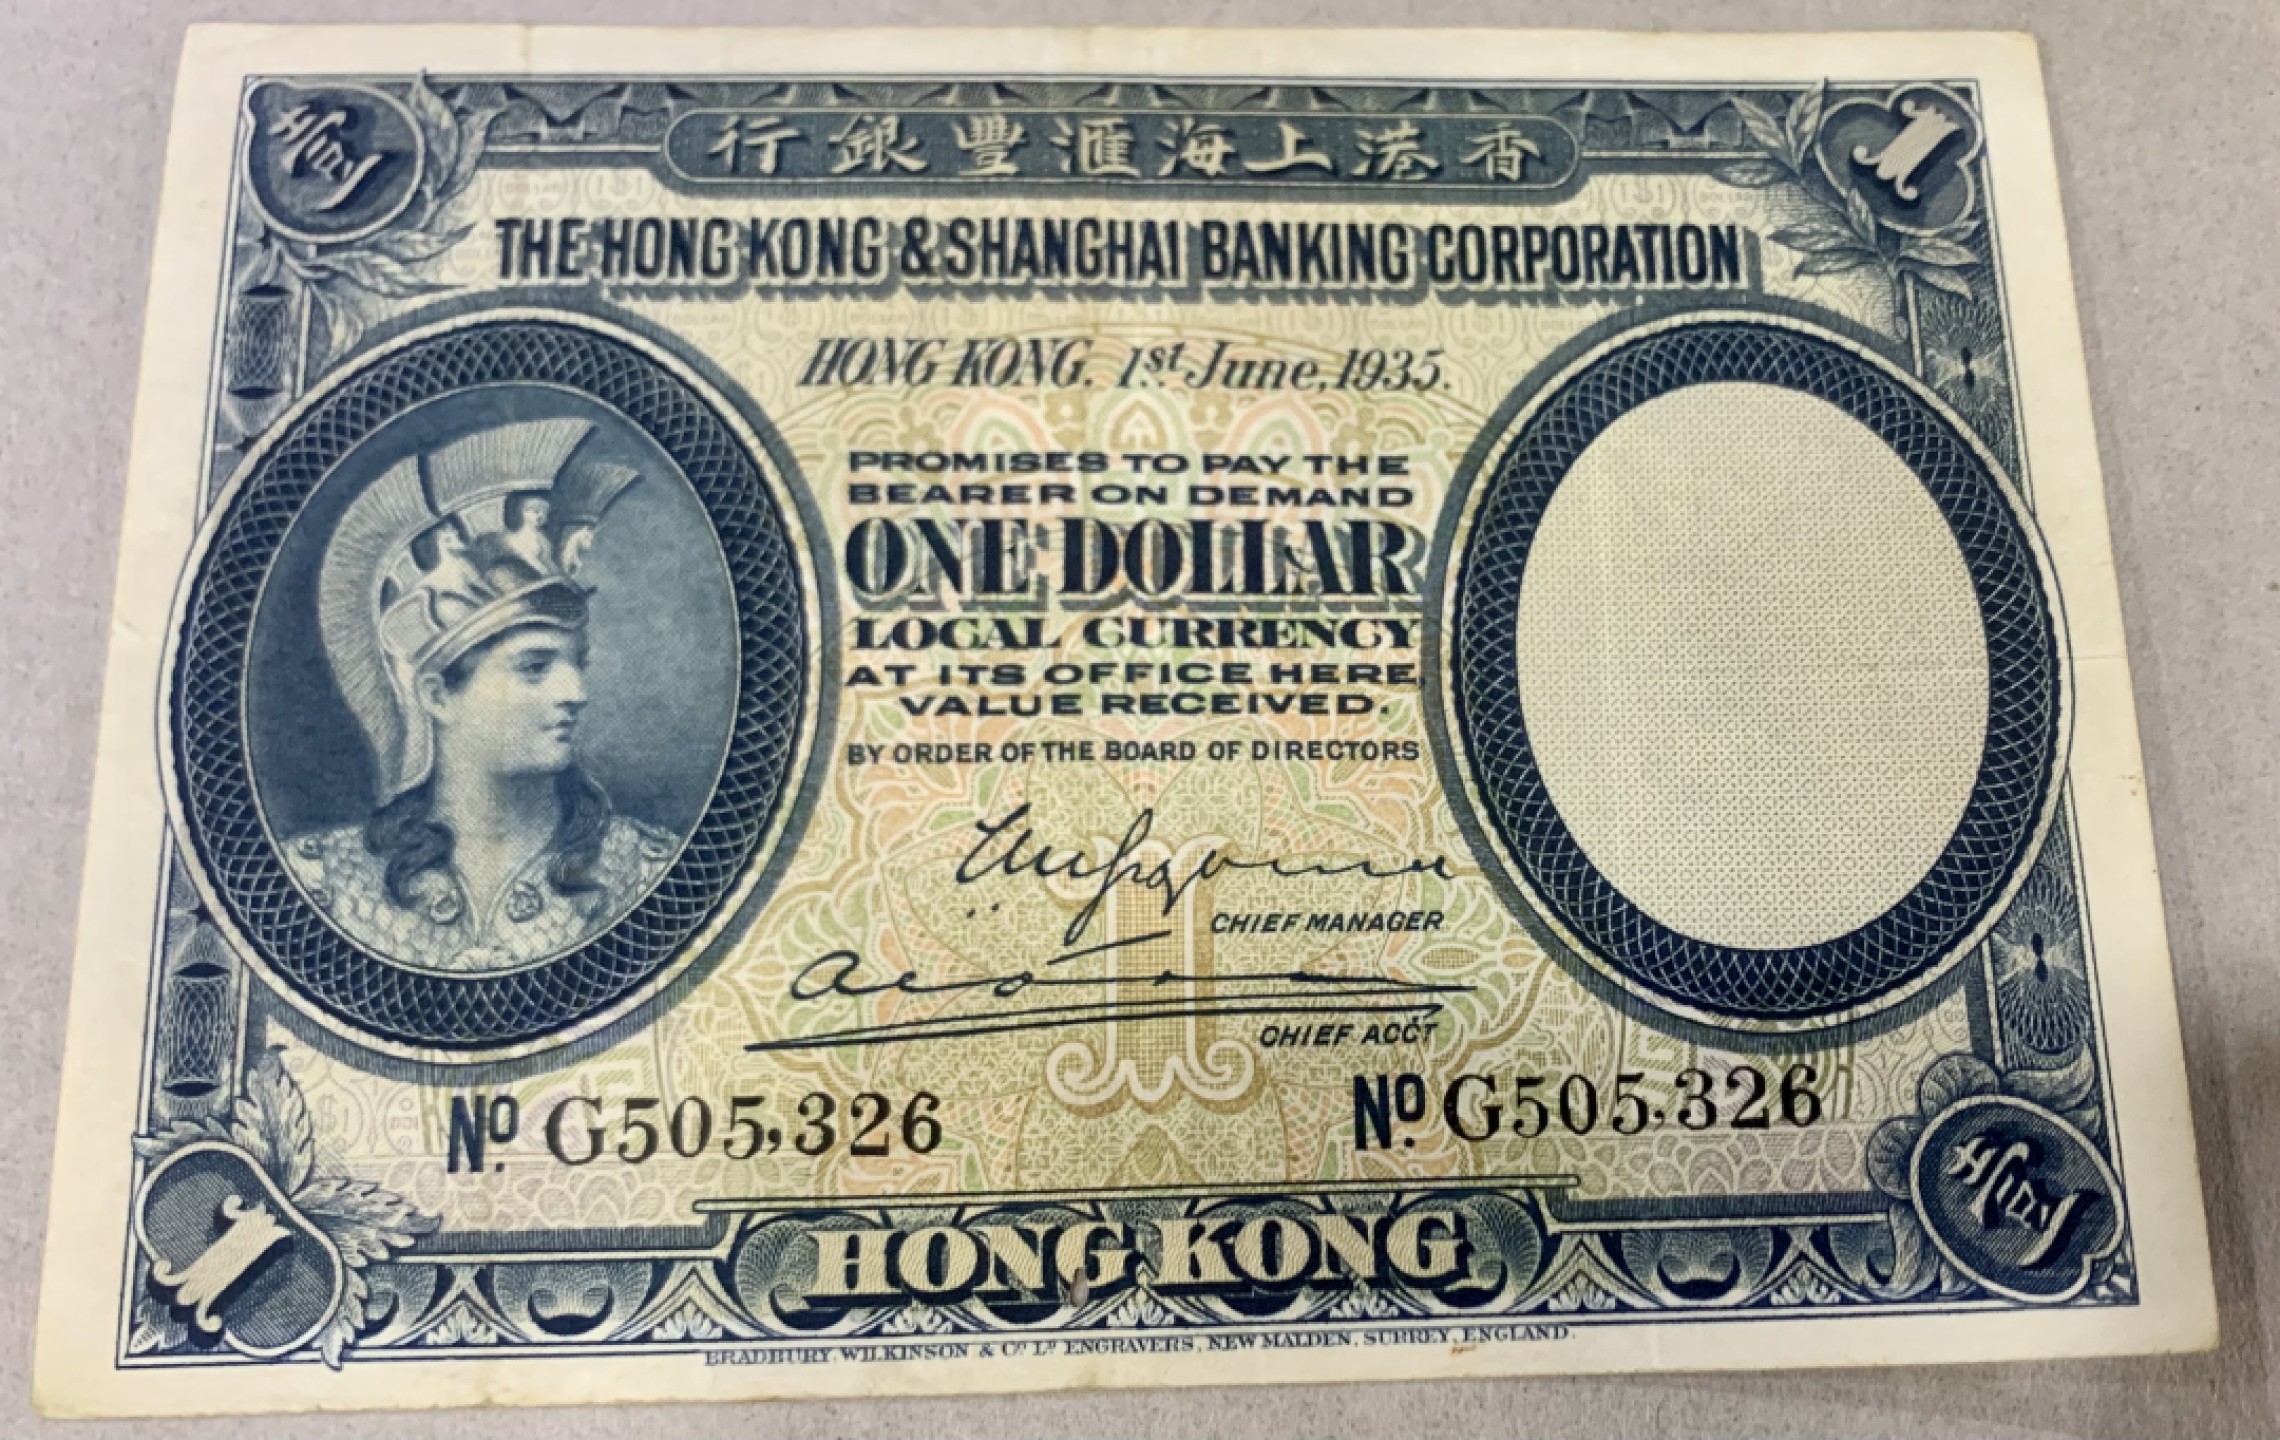 行銀豐滙海上港香
1
THE HONG KONG & SHANGHAI BANKING CORPORATION
HONG KONG. 1st June, 1935.
PROMISES TO PAY THE
BEARER ON DEMAND
ONE DOLLAR
LOCAL CURRENCY
AT ITS OFFICE HERE,
VALUE RECEIVED.
BY ORDER OF THE BOARD OF DIRECTORS
CHIEF MANAGER
CHIEF ACCT
1
No. G505,326
No. G505,326
1
HONG KONG
BRADBURY, WILKINSON & Co. LD. ENGRAVERS, NEW MALDEN, SURREY, ENGLAND.